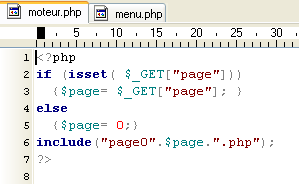 moteur.php menu.php
0 5 10 15 20 25 30
1 <?php
2 if (isset( $_GET["page"]))
3 {$page= $_GET["page"]; }
4 else
5 {$page= 0;}
6 include("page0".$page.".php");
7 ?>
8